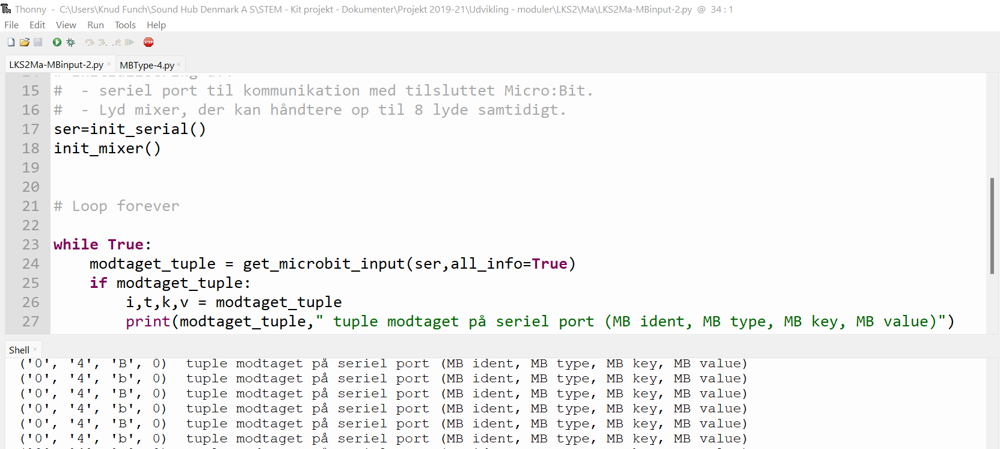 Thonny - C:\Users\Knud Funch\Sound Hub Denmark A S\STEM - Kit projekt - Dokumenter\Projekt 2019-21\Udvikling - moduler\LKS2\Ma\LKS2Ma-MBinput-2.py @ 34 : 1
File Edit View Run Tools Help
STOP
LKS2Ma-MBinput-2.py × MBType-4.py ×
15 #  - seriel port til kommunikation med tilsluttet Micro:Bit.
16 #  - Lyd mixer, der kan håndtere op til 8 lyde samtidigt.
17 ser=init_serial()
18 init_mixer()
19
20
21 # Loop forever
22
23 while True:
24     modtaget_tuple = get_microbit_input(ser,all_info=True)
25     if modtaget_tuple:
26         i,t,k,v = modtaget_tuple
27         print(modtaget_tuple," tuple modtaget på seriel port (MB ident, MB type, MB key, MB value)")
Shell ×
('0', '4', 'B', 0)  tuple modtaget på seriel port (MB ident, MB type, MB key, MB value)
('0', '4', 'b', 0)  tuple modtaget på seriel port (MB ident, MB type, MB key, MB value)
('0', '4', 'B', 0)  tuple modtaget på seriel port (MB ident, MB type, MB key, MB value)
('0', '4', 'b', 0)  tuple modtaget på seriel port (MB ident, MB type, MB key, MB value)
('0', '4', 'B', 0)  tuple modtaget på seriel port (MB ident, MB type, MB key, MB value)
('0', '4', 'b', 0)  tuple modtaget på seriel port (MB ident, MB type, MB key, MB value)